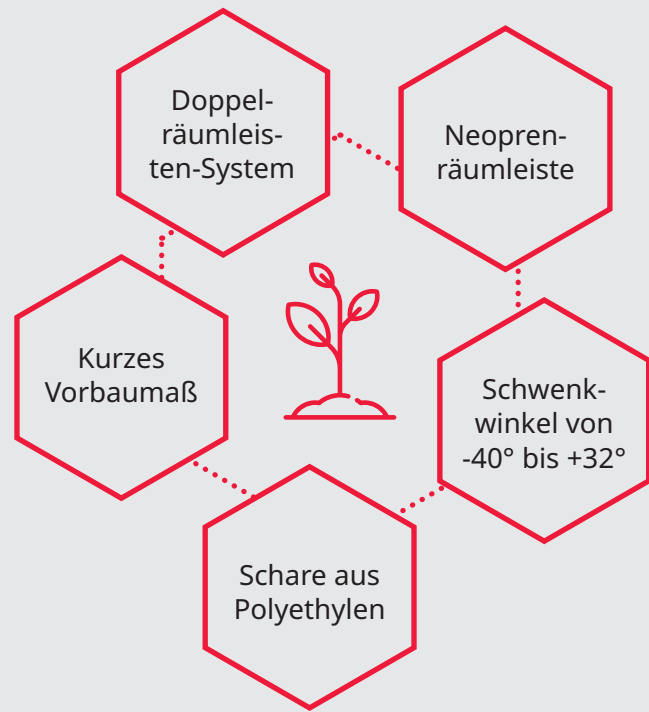 Doppel-
räumleis-
ten-System
Neopren-
räumleiste
Kurzes
Vorbaumaß
Schwenk-
winkel von
-40° bis +32°
Schare aus
Polyethylen